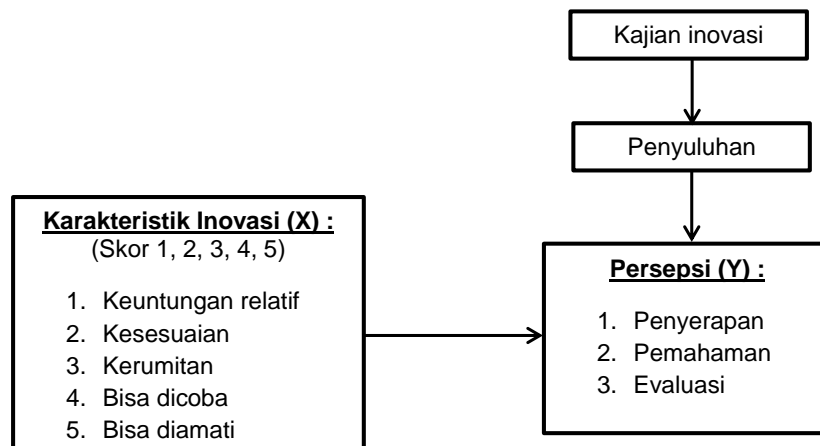 Kajian inovasi
Penyuluhan
Karakteristik Inovasi (X) :
(Skor 1, 2, 3, 4, 5)
1. Keuntungan relatif
2. Kesesuaian
3. Kerumitan
4. Bisa dicoba
5. Bisa diamati
Persepsi (Y) :
1. Penyerapan
2. Pemahaman
3. Evaluasi